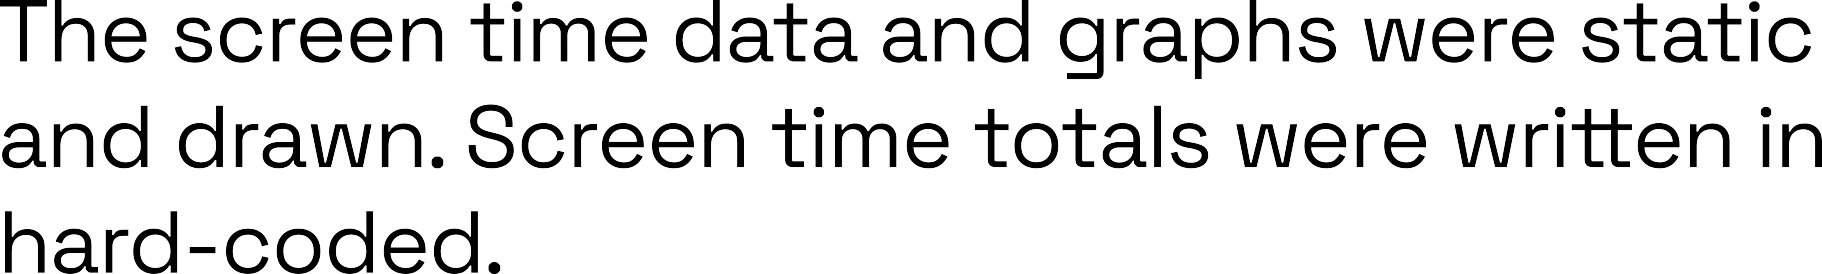 The screen time data and graphs were static
and drawn. Screen time totals were written in
hard-coded.